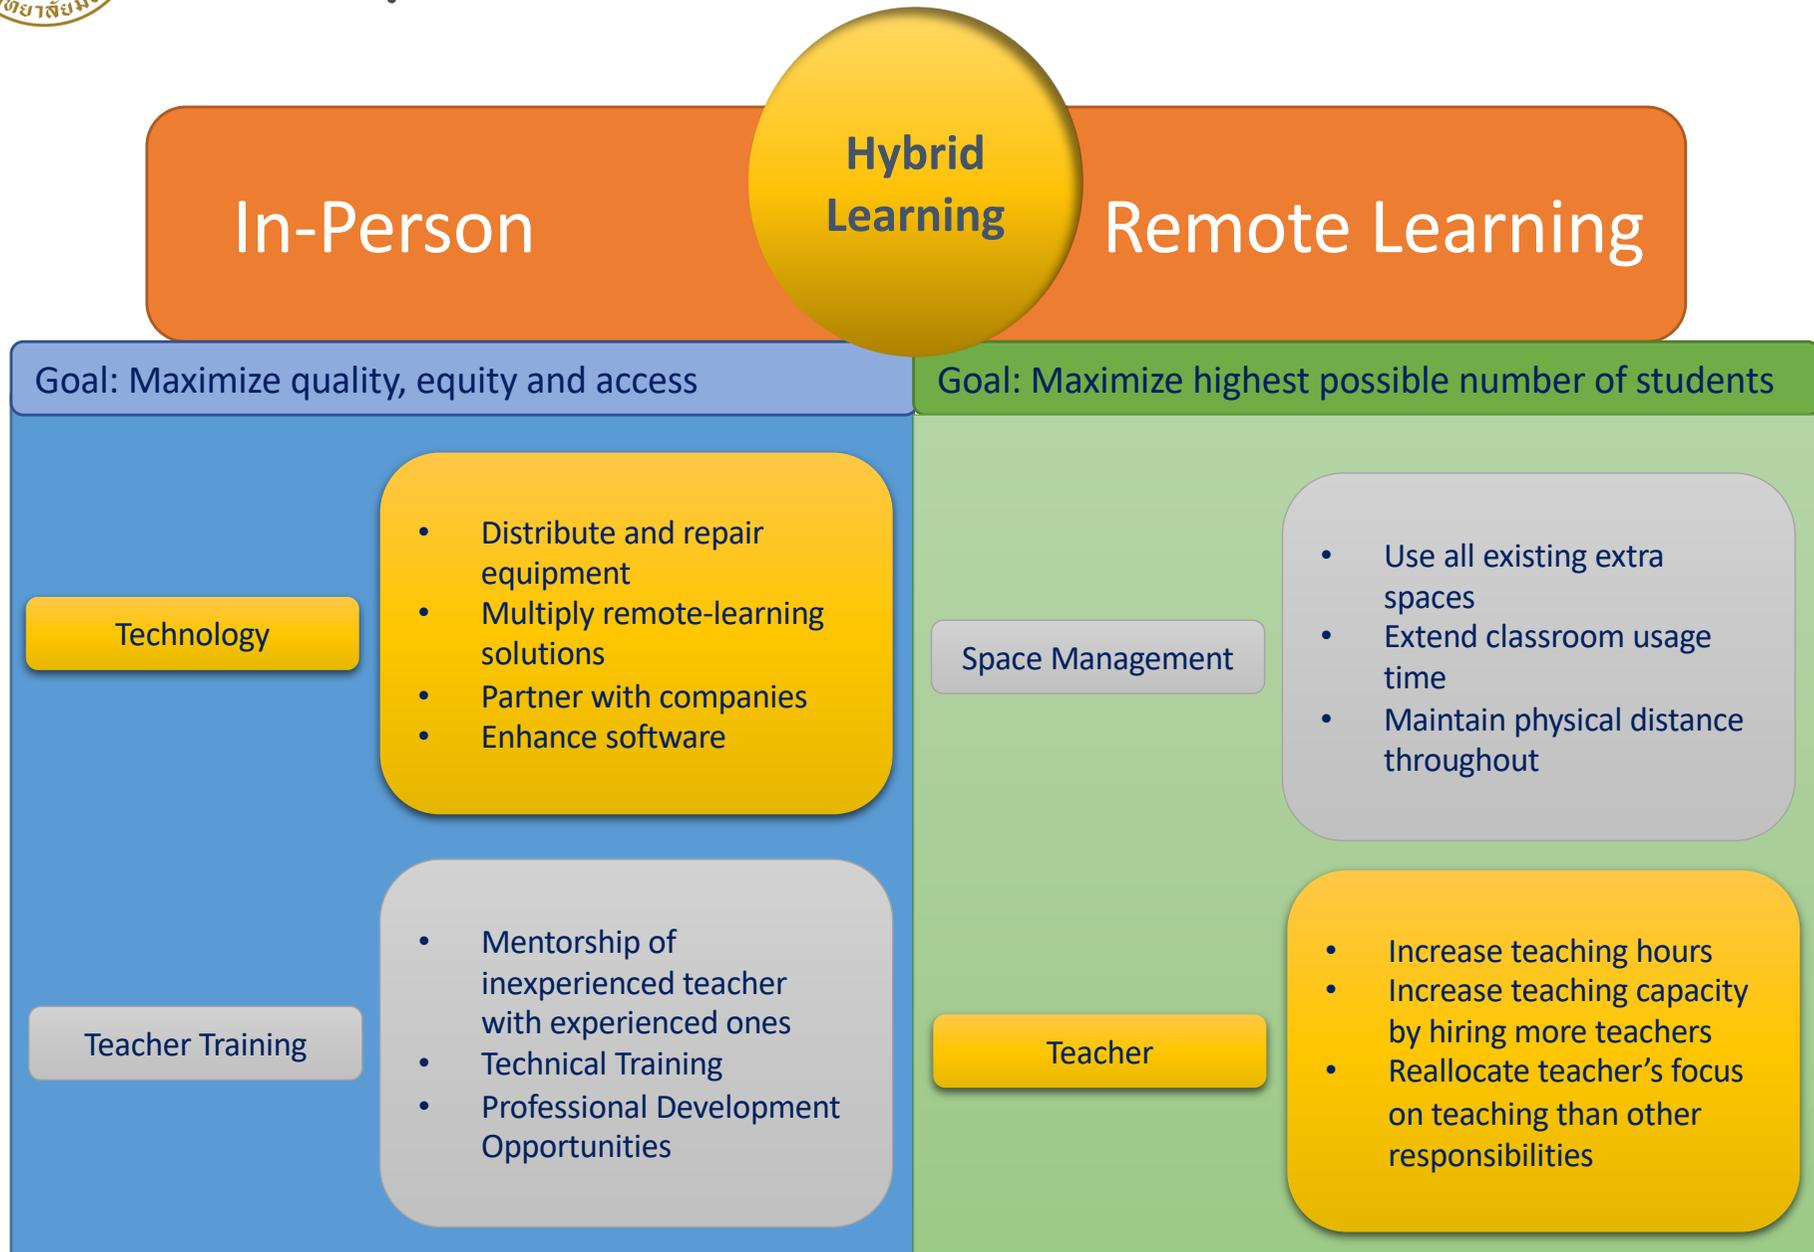 Hybrid
Learning
In-Person
Remote Learning
Goal: Maximize quality, equity and access
Technology
• Distribute and repair
equipment
• Multiply remote-learning
solutions
• Partner with companies
• Enhance software
Teacher Training
• Mentorship of
inexperienced teacher
with experienced ones
• Technical Training
• Professional Development
Opportunities
Goal: Maximize highest possible number of students
Space Management
• Use all existing extra
spaces
• Extend classroom usage
time
• Maintain physical distance
throughout
Teacher
• Increase teaching hours
• Increase teaching capacity
by hiring more teachers
• Reallocate teacher’s focus
on teaching than other
responsibilities